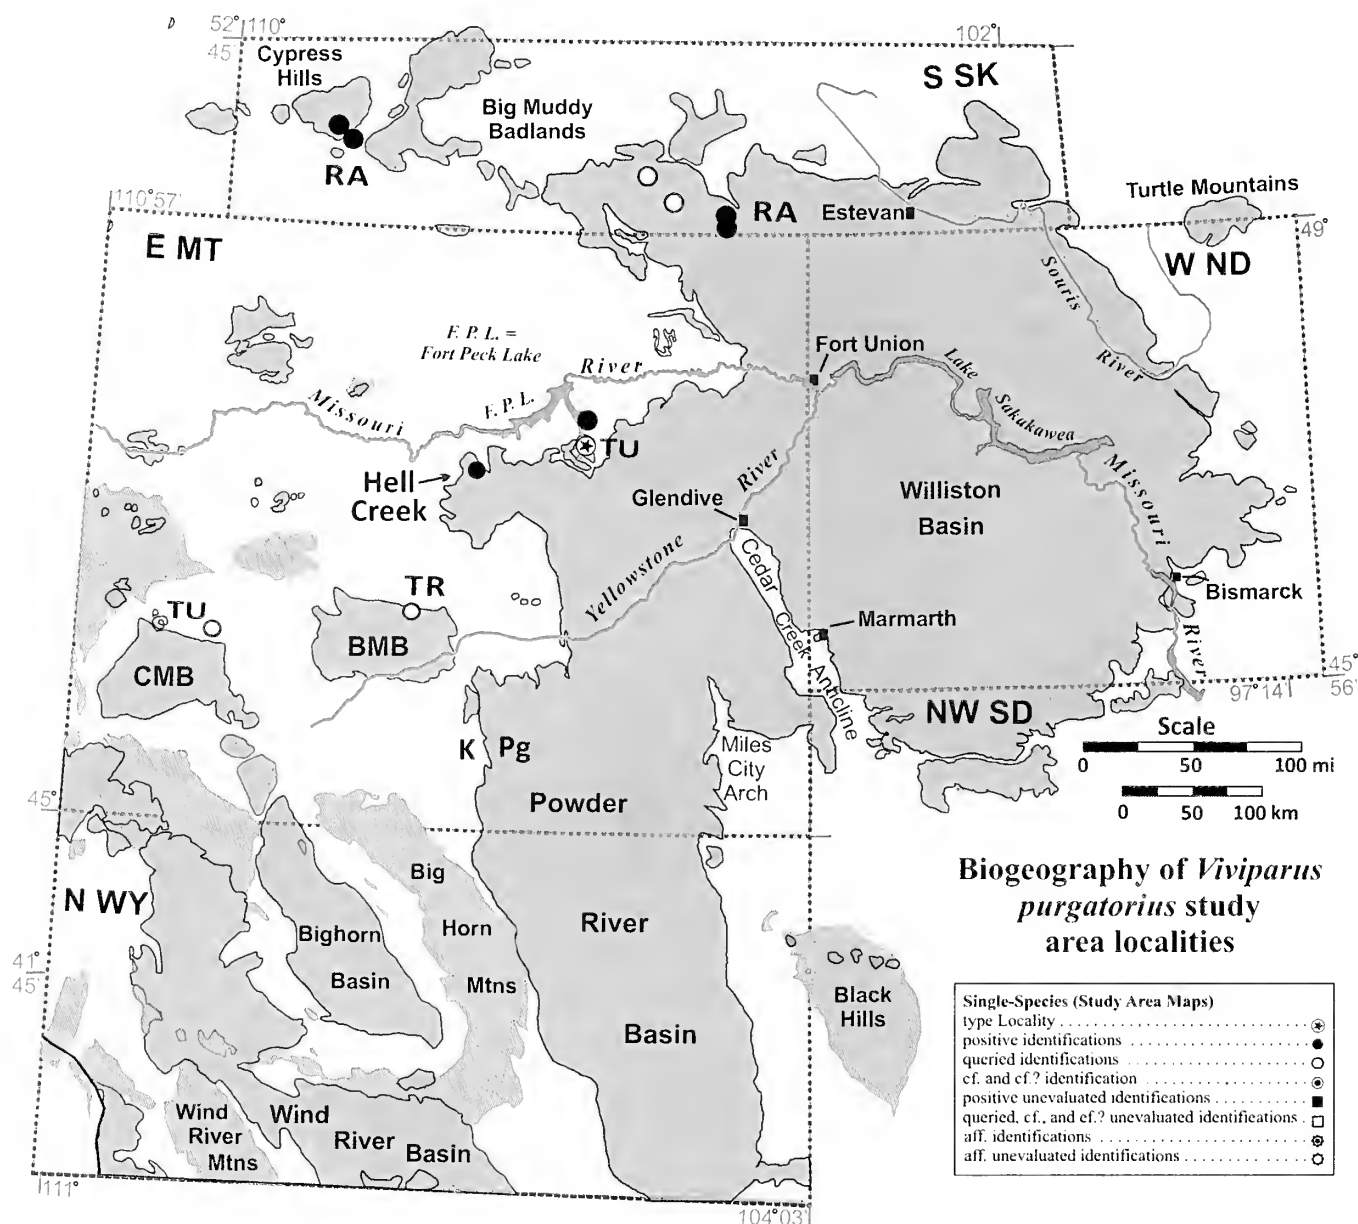 52°
110°
45'
102°
Cypress
Hills
S SK
Big Muddy
Badlands
RA
110°57'
RA
Estevan
Turtle Mountains
49°
E MT
W ND
Souris
River
F. P. L. =
Fort Peck Lake
Fort Union
River
Lake
Sakakawea
Missouri
F. P. L.
TU
Hell
Creek
River
Missouri
River
Glendive
Williston
Basin
Yellowstone
Cedar
Creek
Anticline
TR
TU
BMB
CMB
Marmarth
Bismarck
45°
56'
97°14'
NW SD
K
Pg
Miles
City
Arch
Scale
0 50 100 mi
0 50 100 km
45°
Powder
River
Basin
N WY
Big
Horn
Mtns
Bighorn
Basin
41°
45'
Black
Hills
Wind
River
Mtns
Wind
River
Basin
111°
104°03'
Biogeography of Viviparus
purgatorius study
area localities
Single-Species (Study Area Maps)
type Locality
positive identifications
queried identifications
cf. and cf.? identification
positive unevaluated identifications
queried, cf., and cf.? unevaluated identifications
aff. identifications
aff. unevaluated identifications